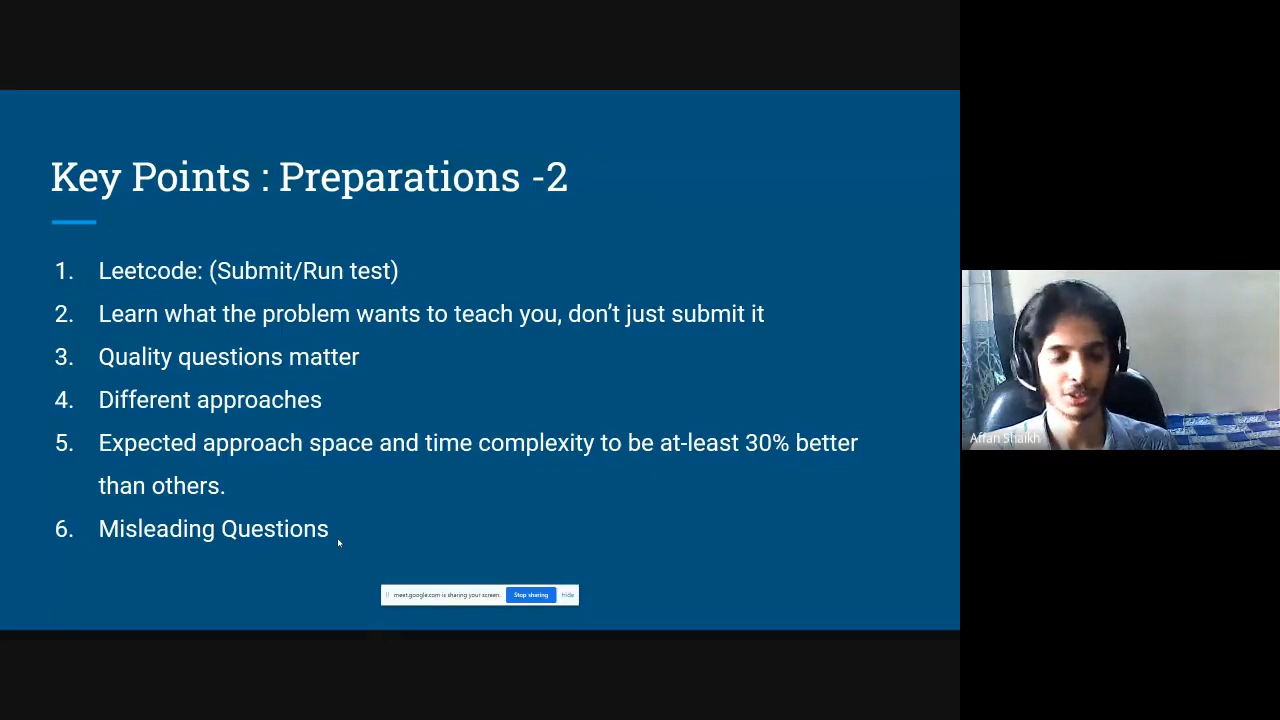 Key Points : Preparations -2
1. Leetcode: (Submit/Run test)
2. Learn what the problem wants to teach you, don’t just submit it
3. Quality questions matter
4. Different approaches
5. Expected approach space and time complexity to be at-least 30% better
than others.
6. Misleading Questions
meet.google.com is sharing your screen. Stop sharing Hide
Affan Shaikh